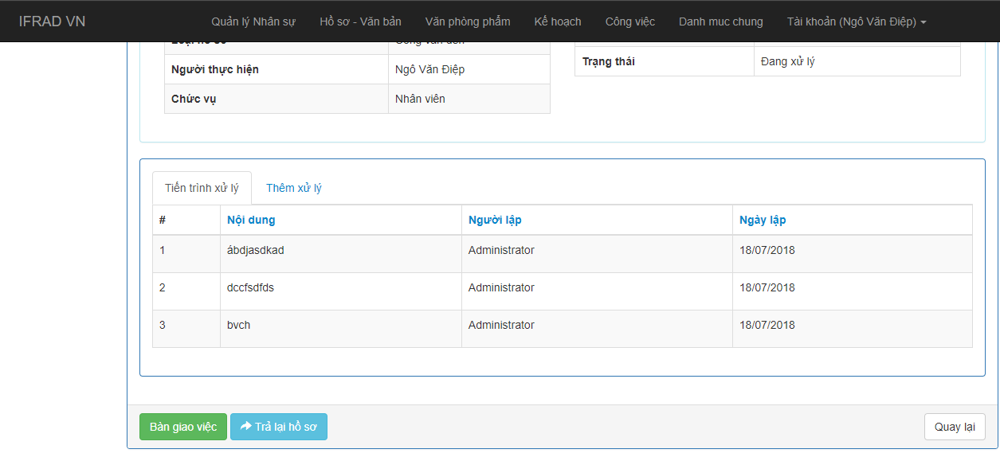 IFRAD VN Quản lý Nhân sự Hồ sơ - Văn bản Văn phòng phẩm Kế hoạch Công việc Danh muc chung Tài khoản (Ngô Văn Điệp)
Người thực hiện Ngô Văn Điệp
Chức vụ Nhân viên
Trạng thái Đang xử lý
Tiến trình xử lý Thêm xử lý
# Nội dung Người lập Ngày lập
1 ábdjasdkad Administrator 18/07/2018
2 dccfsdfds Administrator 18/07/2018
3 bvch Administrator 18/07/2018
Bàn giao việc Trả lại hồ sơ Quay lại